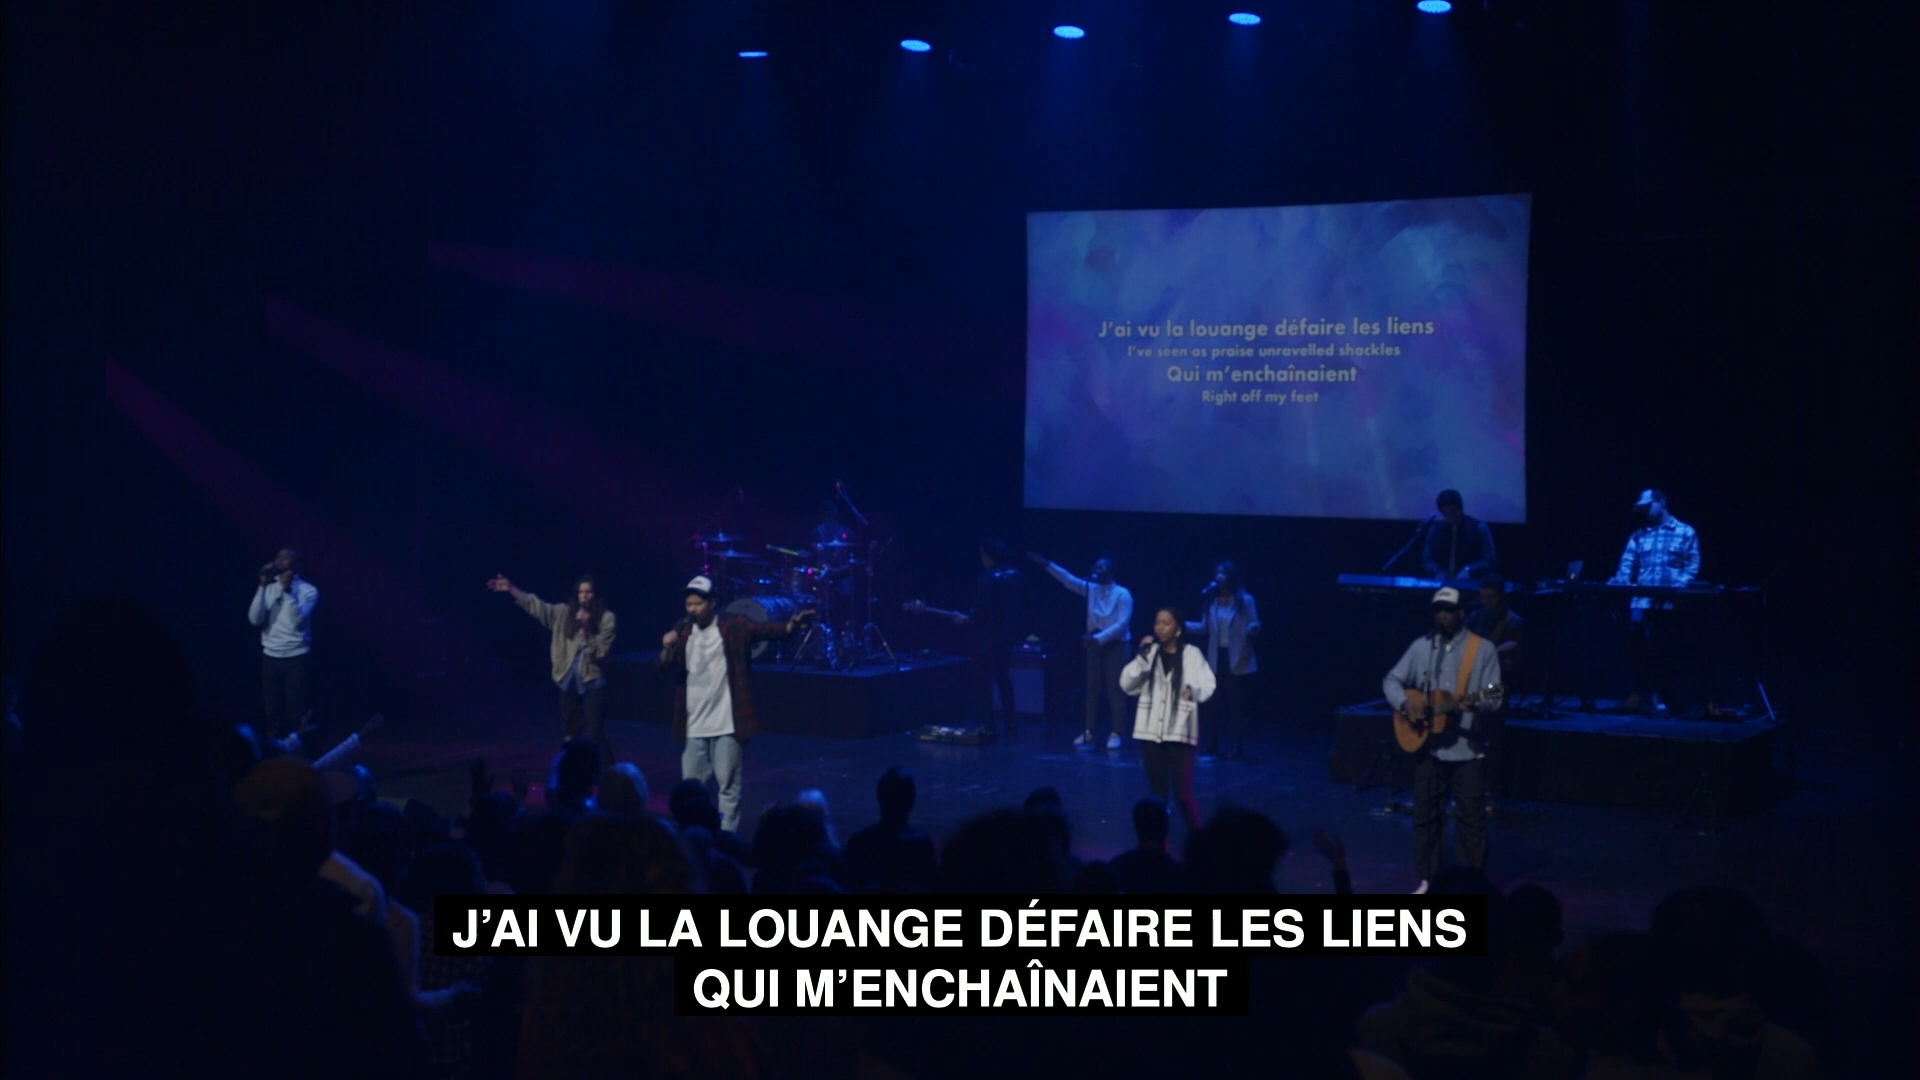 J'ai vu la louange défaire les liens
I've seen as praise unravelled shackles
Qui m'enchaînaient
Right off my feet
J'AI VU LA LOUANGE DÉFAIRE LES LIENS
QUI M'ENCHAÎNAIENT